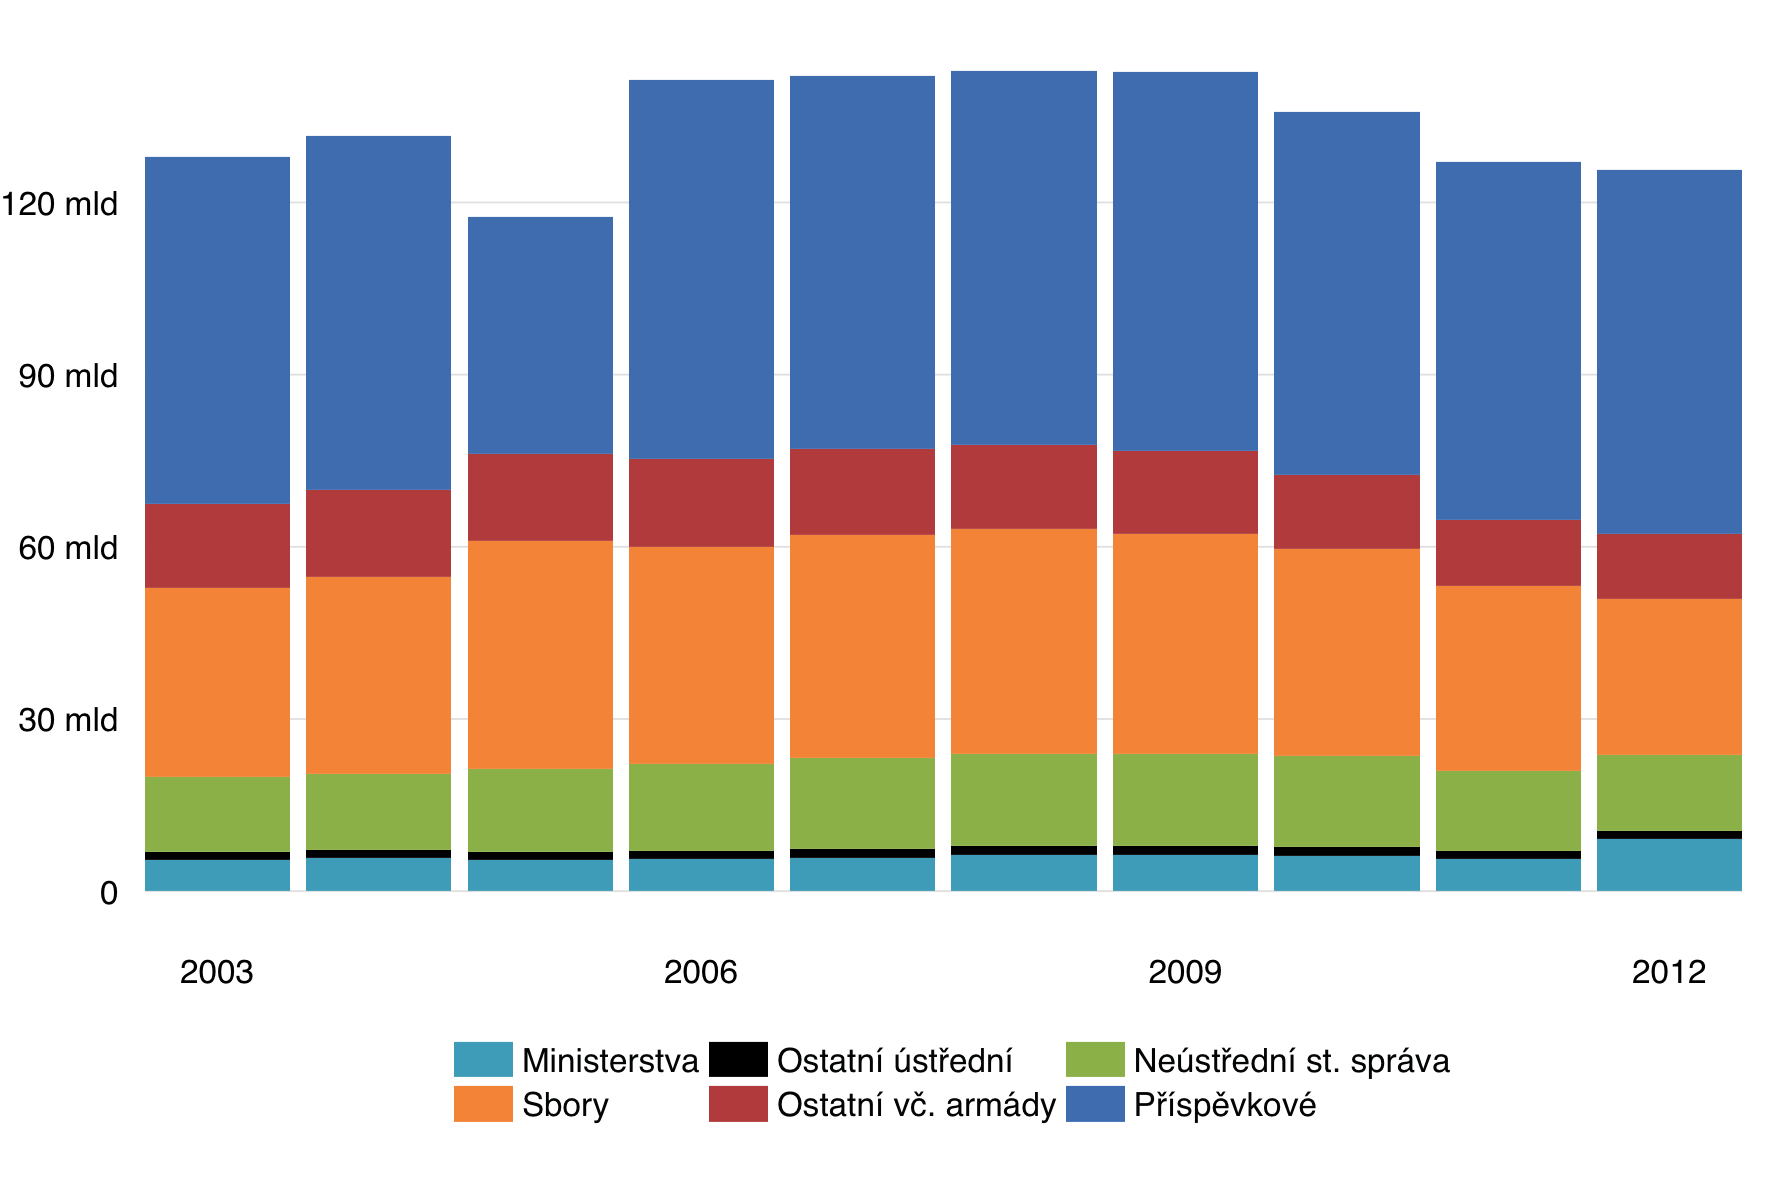 120 mld
90 mld
60 mld
30 mld
0
2003 2006 2009 2012
Ministerstva Ostatní ústřední Neústřední st. správa
Sbory Ostatní vč. armády Příspěvkové